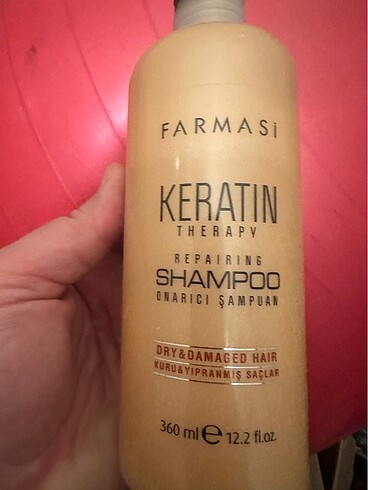 FARMASi
KERATIN
THERAPY
REPAIRING
SHAMPOO
ONARICI ŞAMPUAN
DRY&DAMAGED HAIR
KURU&YIPRANMIŞ SAÇLAR
360 ml ℮ 12.2 fl.oz.